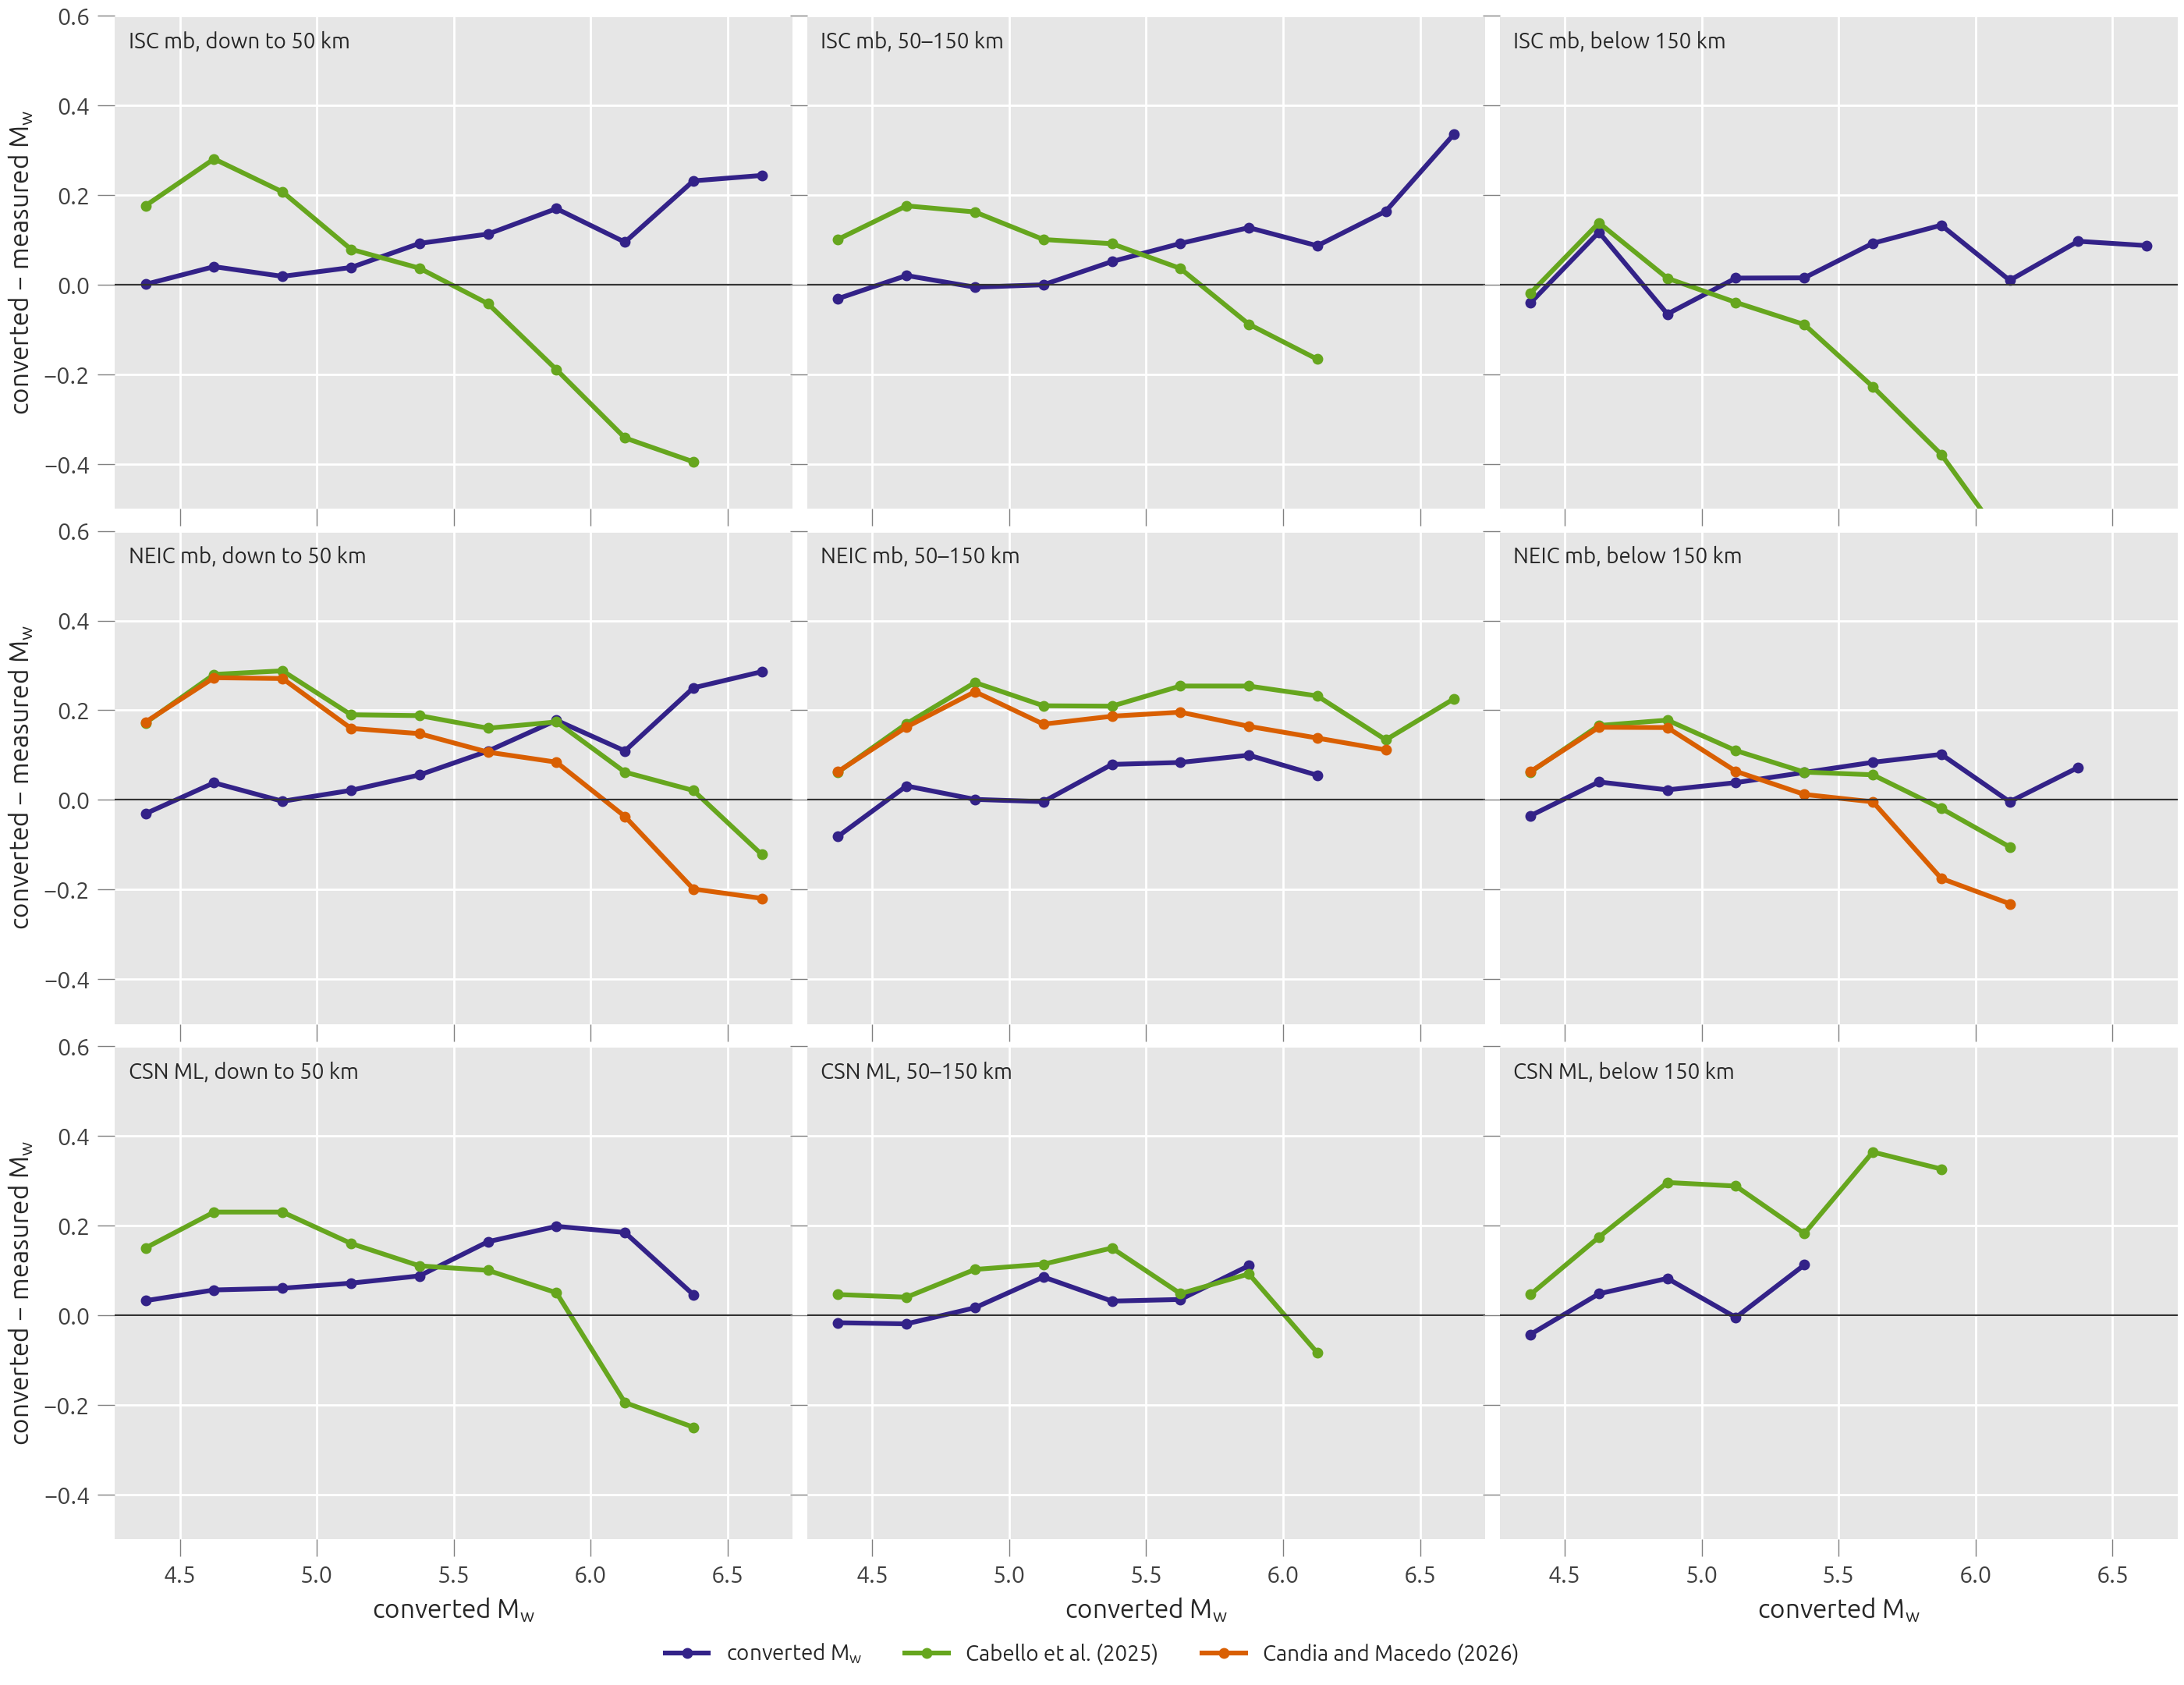 ISC mb, down to 50 km
ISC mb, 50–150 km
ISC mb, below 150 km
converted – measured Mw
0.6
0.4
0.2
0.0
−0.2
−0.4
NEIC mb, down to 50 km
NEIC mb, 50–150 km
NEIC mb, below 150 km
converted – measured Mw
0.6
0.4
0.2
0.0
−0.2
−0.4
CSN ML, down to 50 km
CSN ML, 50–150 km
CSN ML, below 150 km
converted – measured Mw
0.6
0.4
0.2
0.0
−0.2
−0.4
4.5 5.0 5.5 6.0 6.5
4.5 5.0 5.5 6.0 6.5
4.5 5.0 5.5 6.0 6.5
converted Mw
converted Mw
converted Mw
converted Mw
Cabello et al. (2025)
Candia and Macedo (2026)